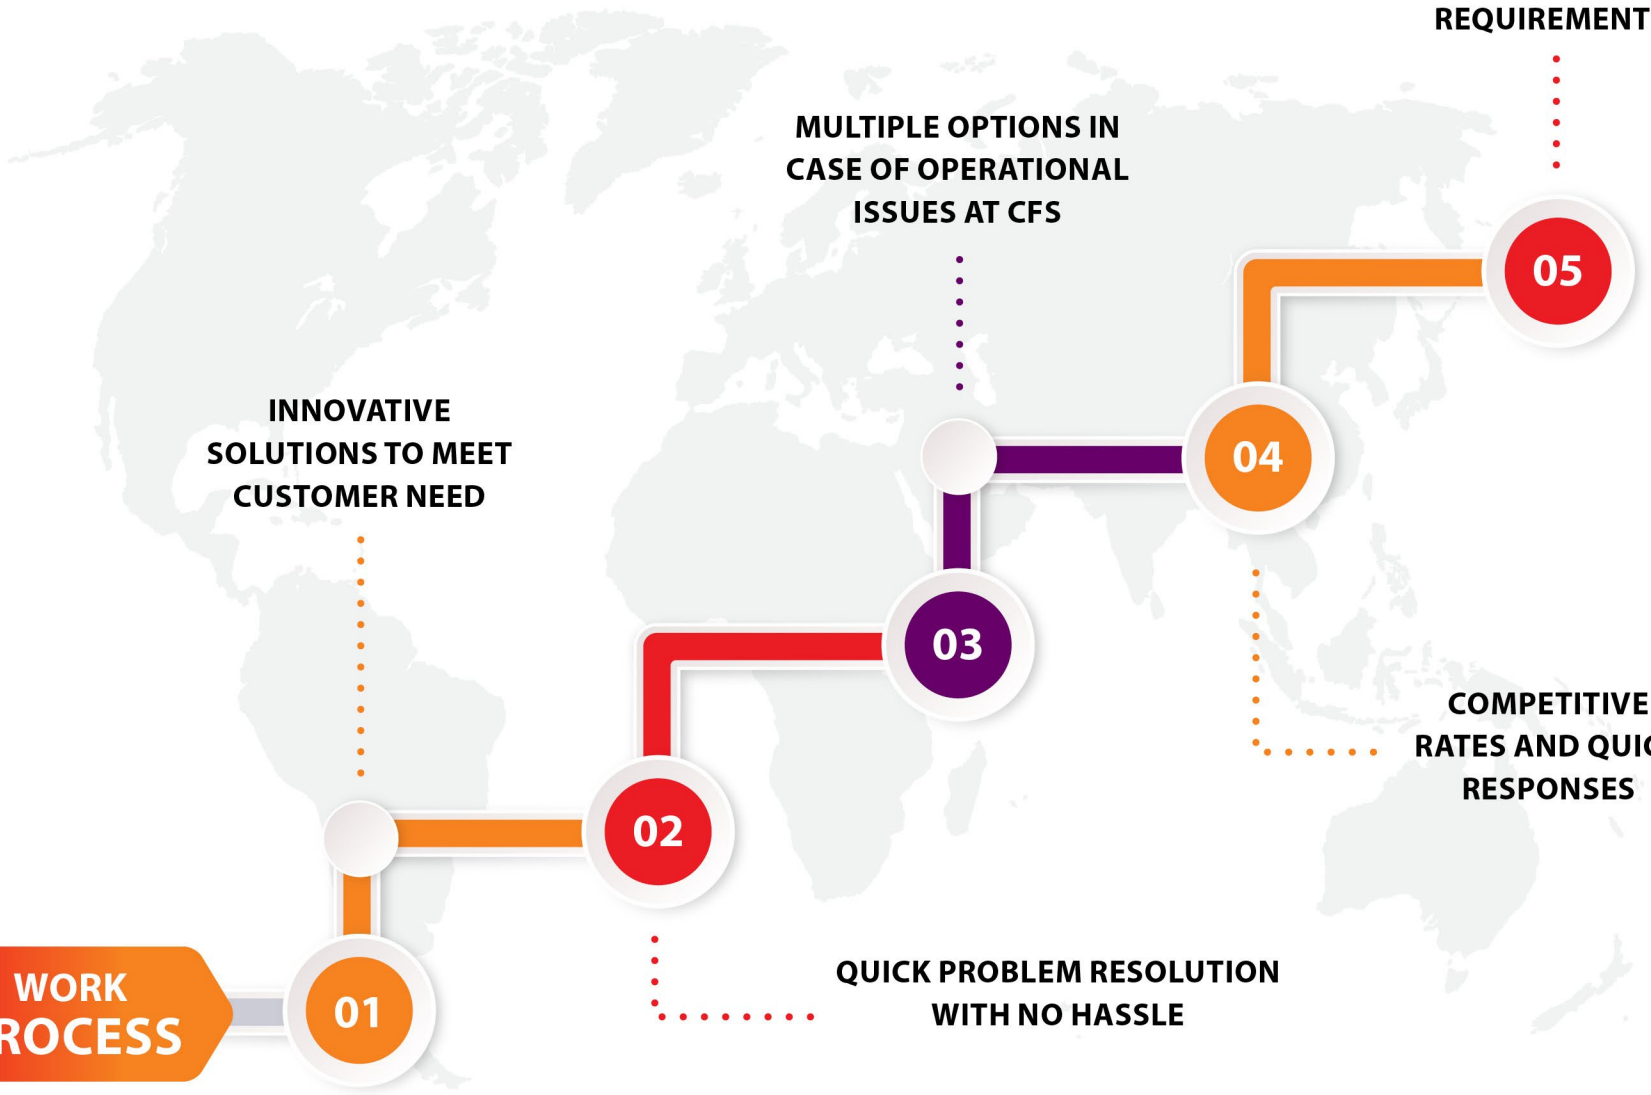 REQUIREMENT
MULTIPLE OPTIONS IN
CASE OF OPERATIONAL
ISSUES AT CFS
05
INNOVATIVE
SOLUTIONS TO MEET
CUSTOMER NEED
04
03
COMPETITIVE
RATES AND
RESPONSES
02
QUICK PROBLEM RESOLUTION
WITH NO HASSLE
WORK
01